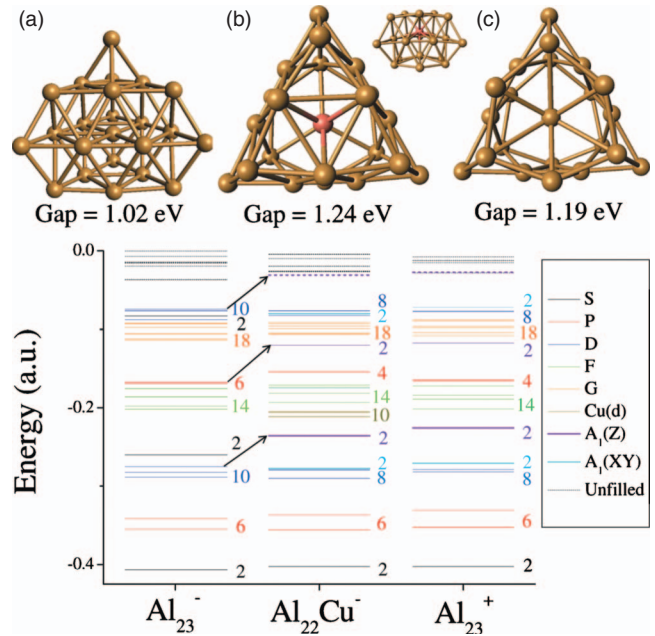 (a)
(b)
(c)
Gap = 1.02 eV
Gap = 1.24 eV
Gap = 1.19 eV
Energy (a.u.)
0.0
-0.2
-0.4
10
2
18
6
14
2
10
6
2
8
2
18
2
4
14
10
2
2
8
6
2
2
8
18
2
4
14
2
2
8
6
2
S
P
D
F
G
Cu(d)
A₁(Z)
A₁(XY)
Unfilled
Al₂₃⁻
Al₂₂Cu⁻
Al₂₃⁺